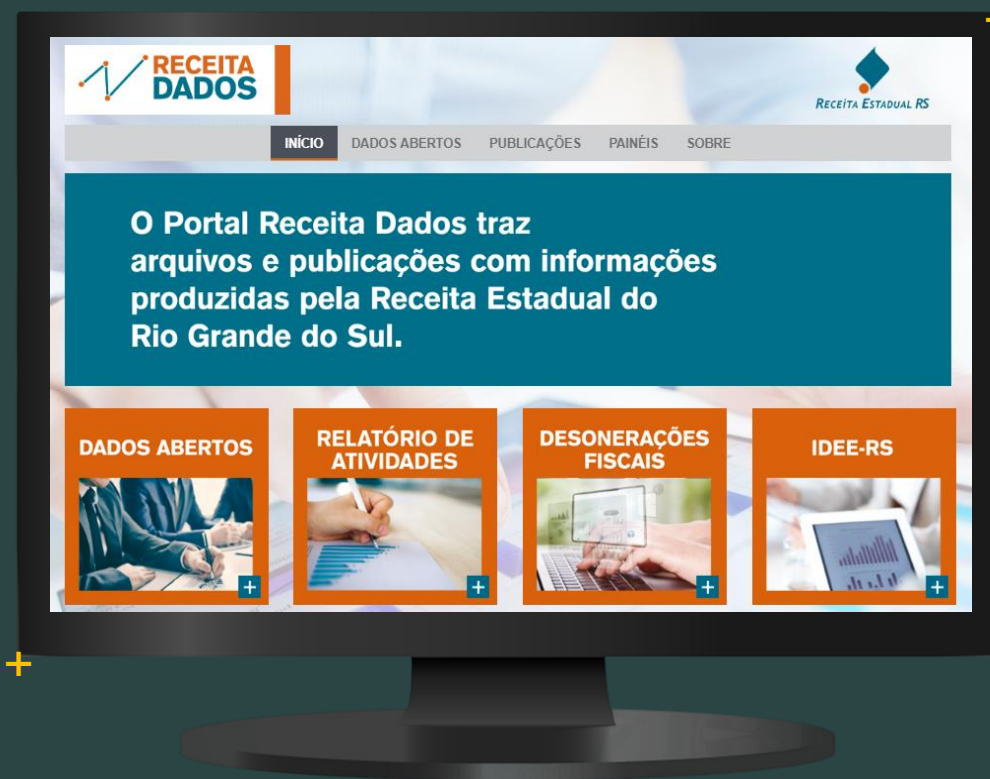 RECEITA
DADOS
RECEITA ESTADUAL RS
INÍCIO DADOS ABERTOS PUBLICAÇÕES PAINÉIS SOBRE
O Portal Receita Dados traz
arquivos e publicações com informações
produzidas pela Receita Estadual do
Rio Grande do Sul.
DADOS ABERTOS
RELATÓRIO DE
ATIVIDADES
DESONERAÇÕES
FISCAIS
IDEE-RS